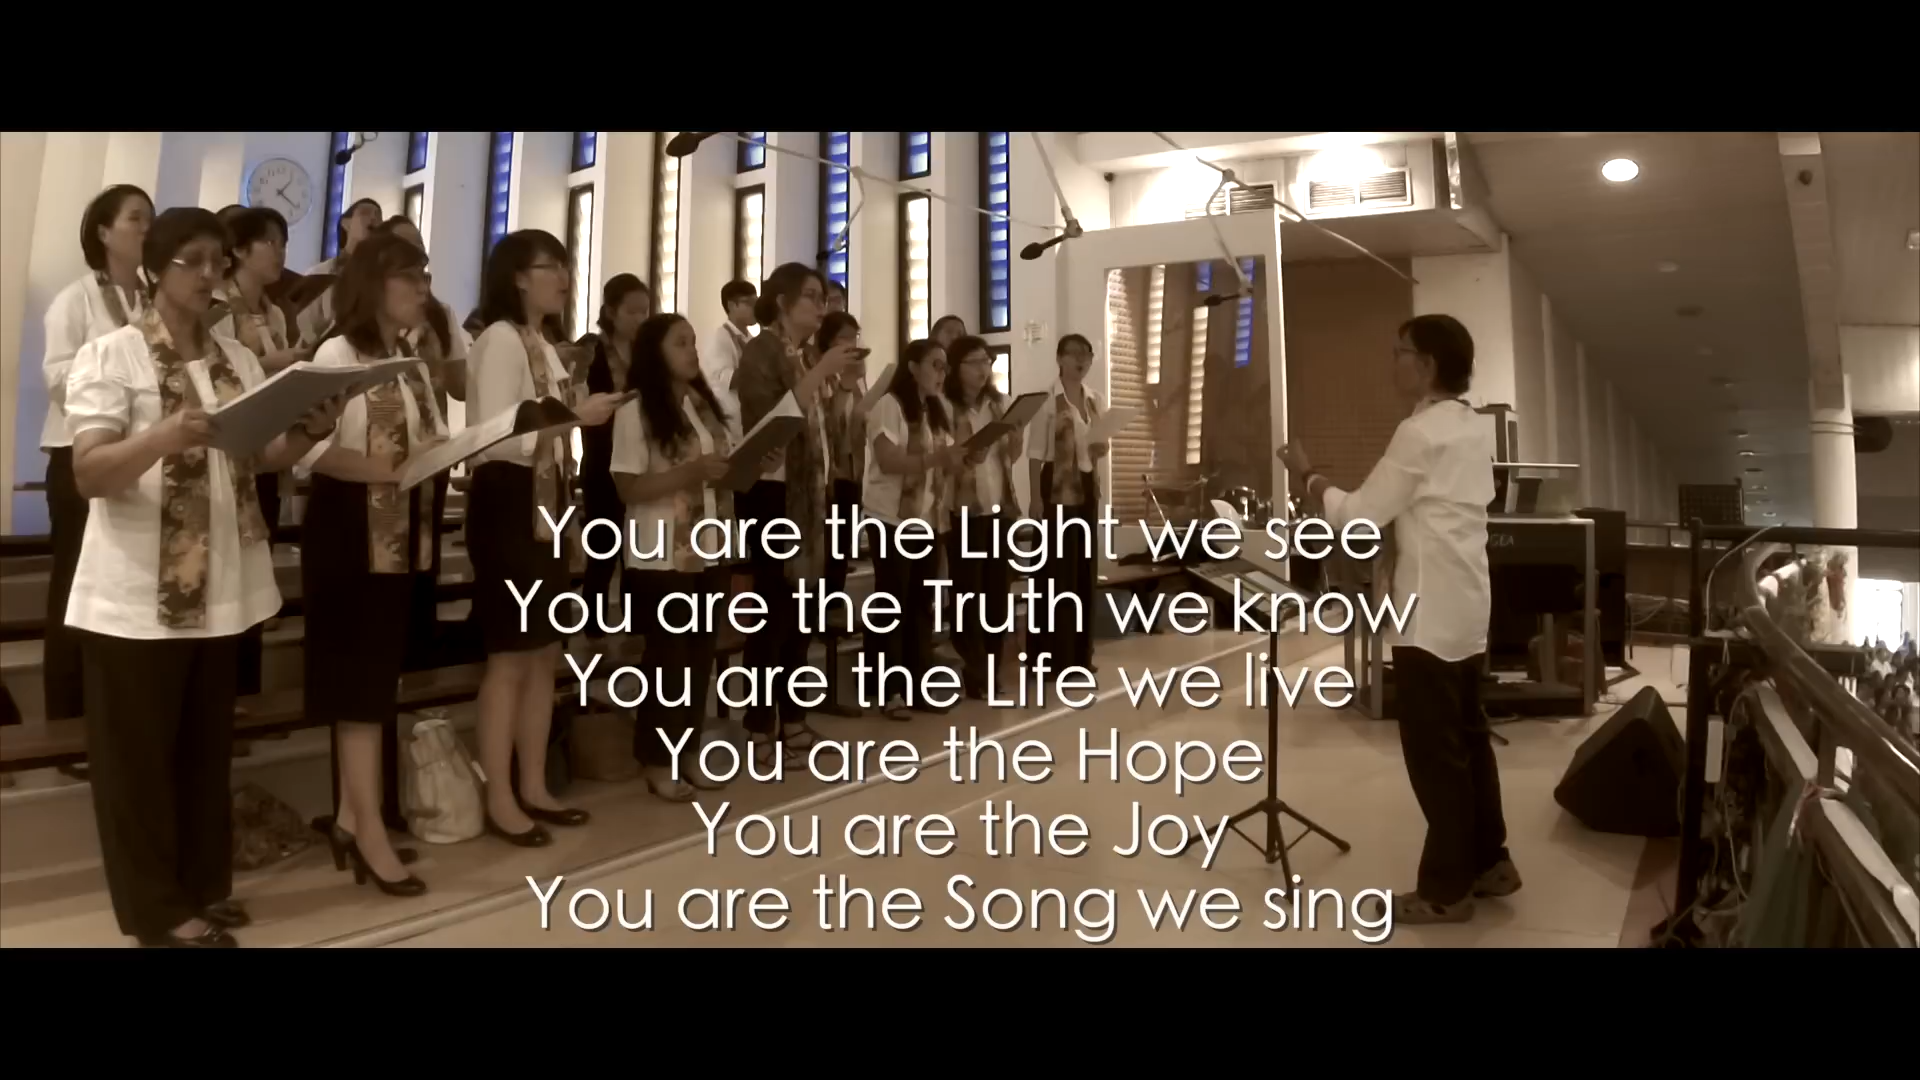 You are the Light we see
You are the Truth we know
You are the Life we live
You are the Hope
You are the Joy
You are the Song we sing